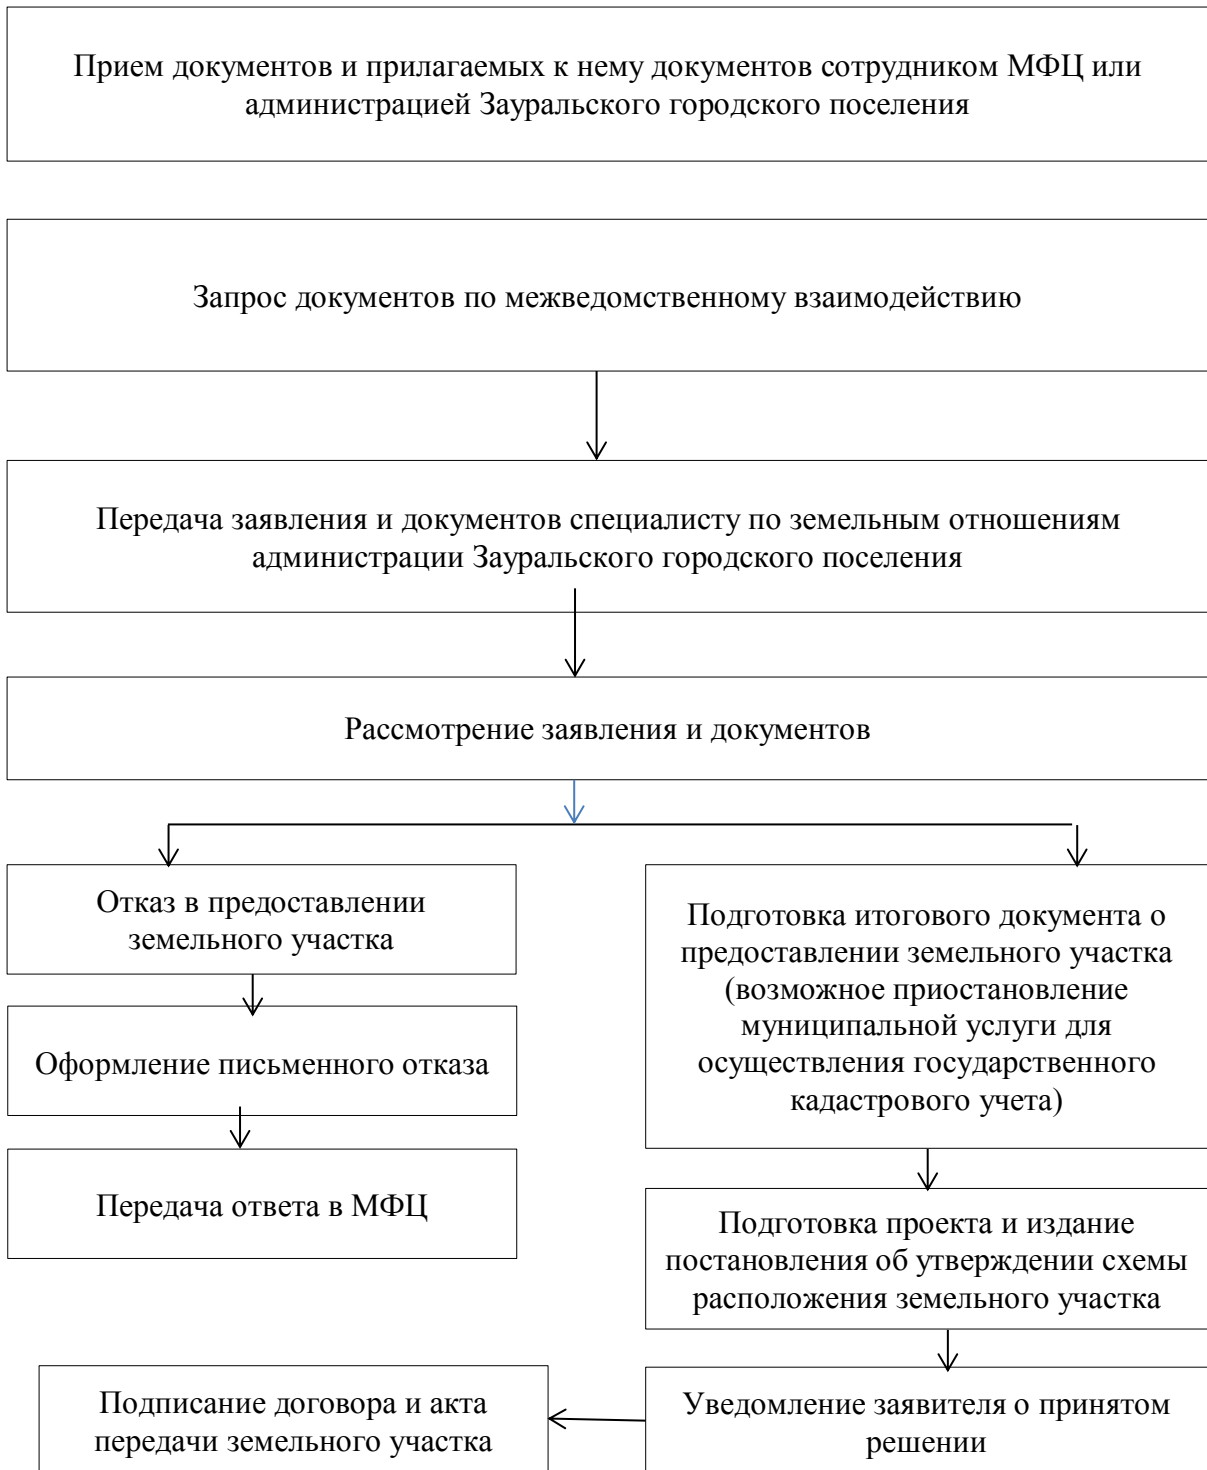 Прием документов и прилагаемых к нему документов сотрудником МФЦ или
администрацией Зауральского городского поселения
Запрос документов по межведомственному взаимодействию
Передача заявления и документов специалисту по земельным отношениям
администрации Зауральского городского поселения
Рассмотрение заявления и документов
Отказ в предоставлении
земельного участка
Оформление письменного отказа
Передача ответа в МФЦ
Подготовка итогового документа о
предоставлении земельного участка
(возможное приостановление
муниципальной услуги для
осуществления государственного
кадастрового учета)
Подготовка проекта и издание
постановления об утверждении схемы
расположения земельного участка
Уведомление заявителя о принятом
решении
Подписание договора и акта
передачи земельного участка